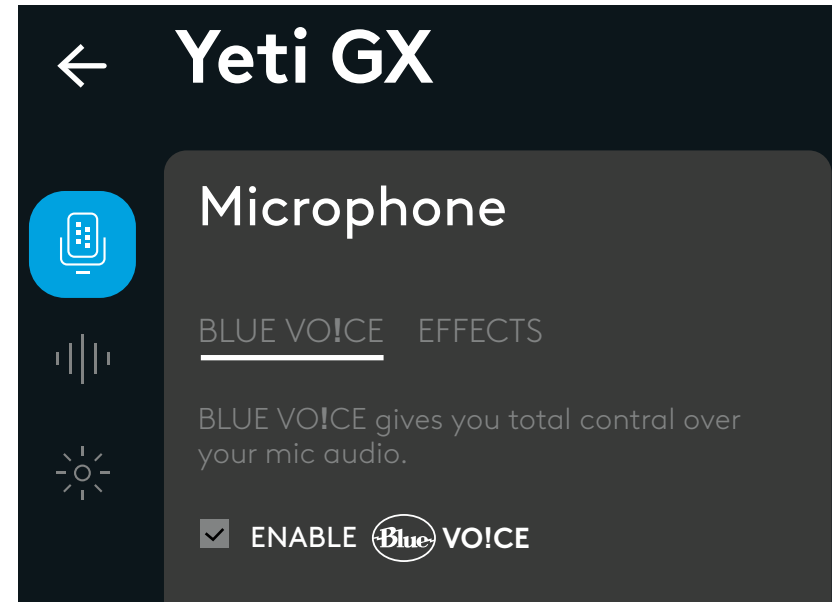 Yeti GX
Microphone
BLUE VO!CE EFFECTS
BLUE VO!CE gives you total contral over
your mic audio.
ENABLE Blue VO!CE